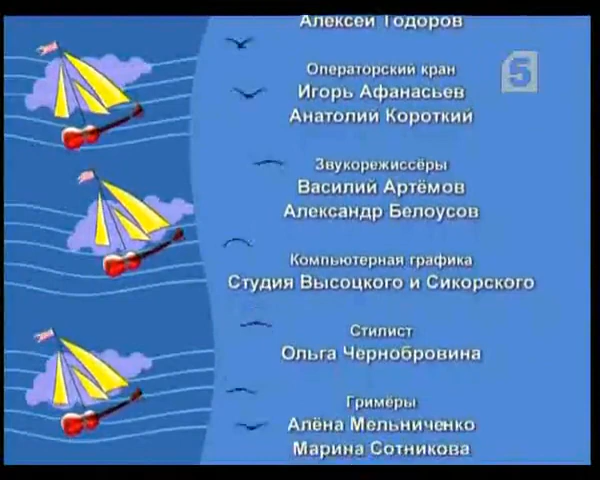 Алексей Тодоров
5
Операторский кран
Игорь Афанасьев
Анатолий Короткий
Звукорежиссёры
Василий Артёмов
Александр Белоусов
Компьютерная графика
Студия Высоцкого и Сикорского
Стилист
Ольга Чернобровина
Гримёры
Алёна Мельниченко
Марина Сотникова